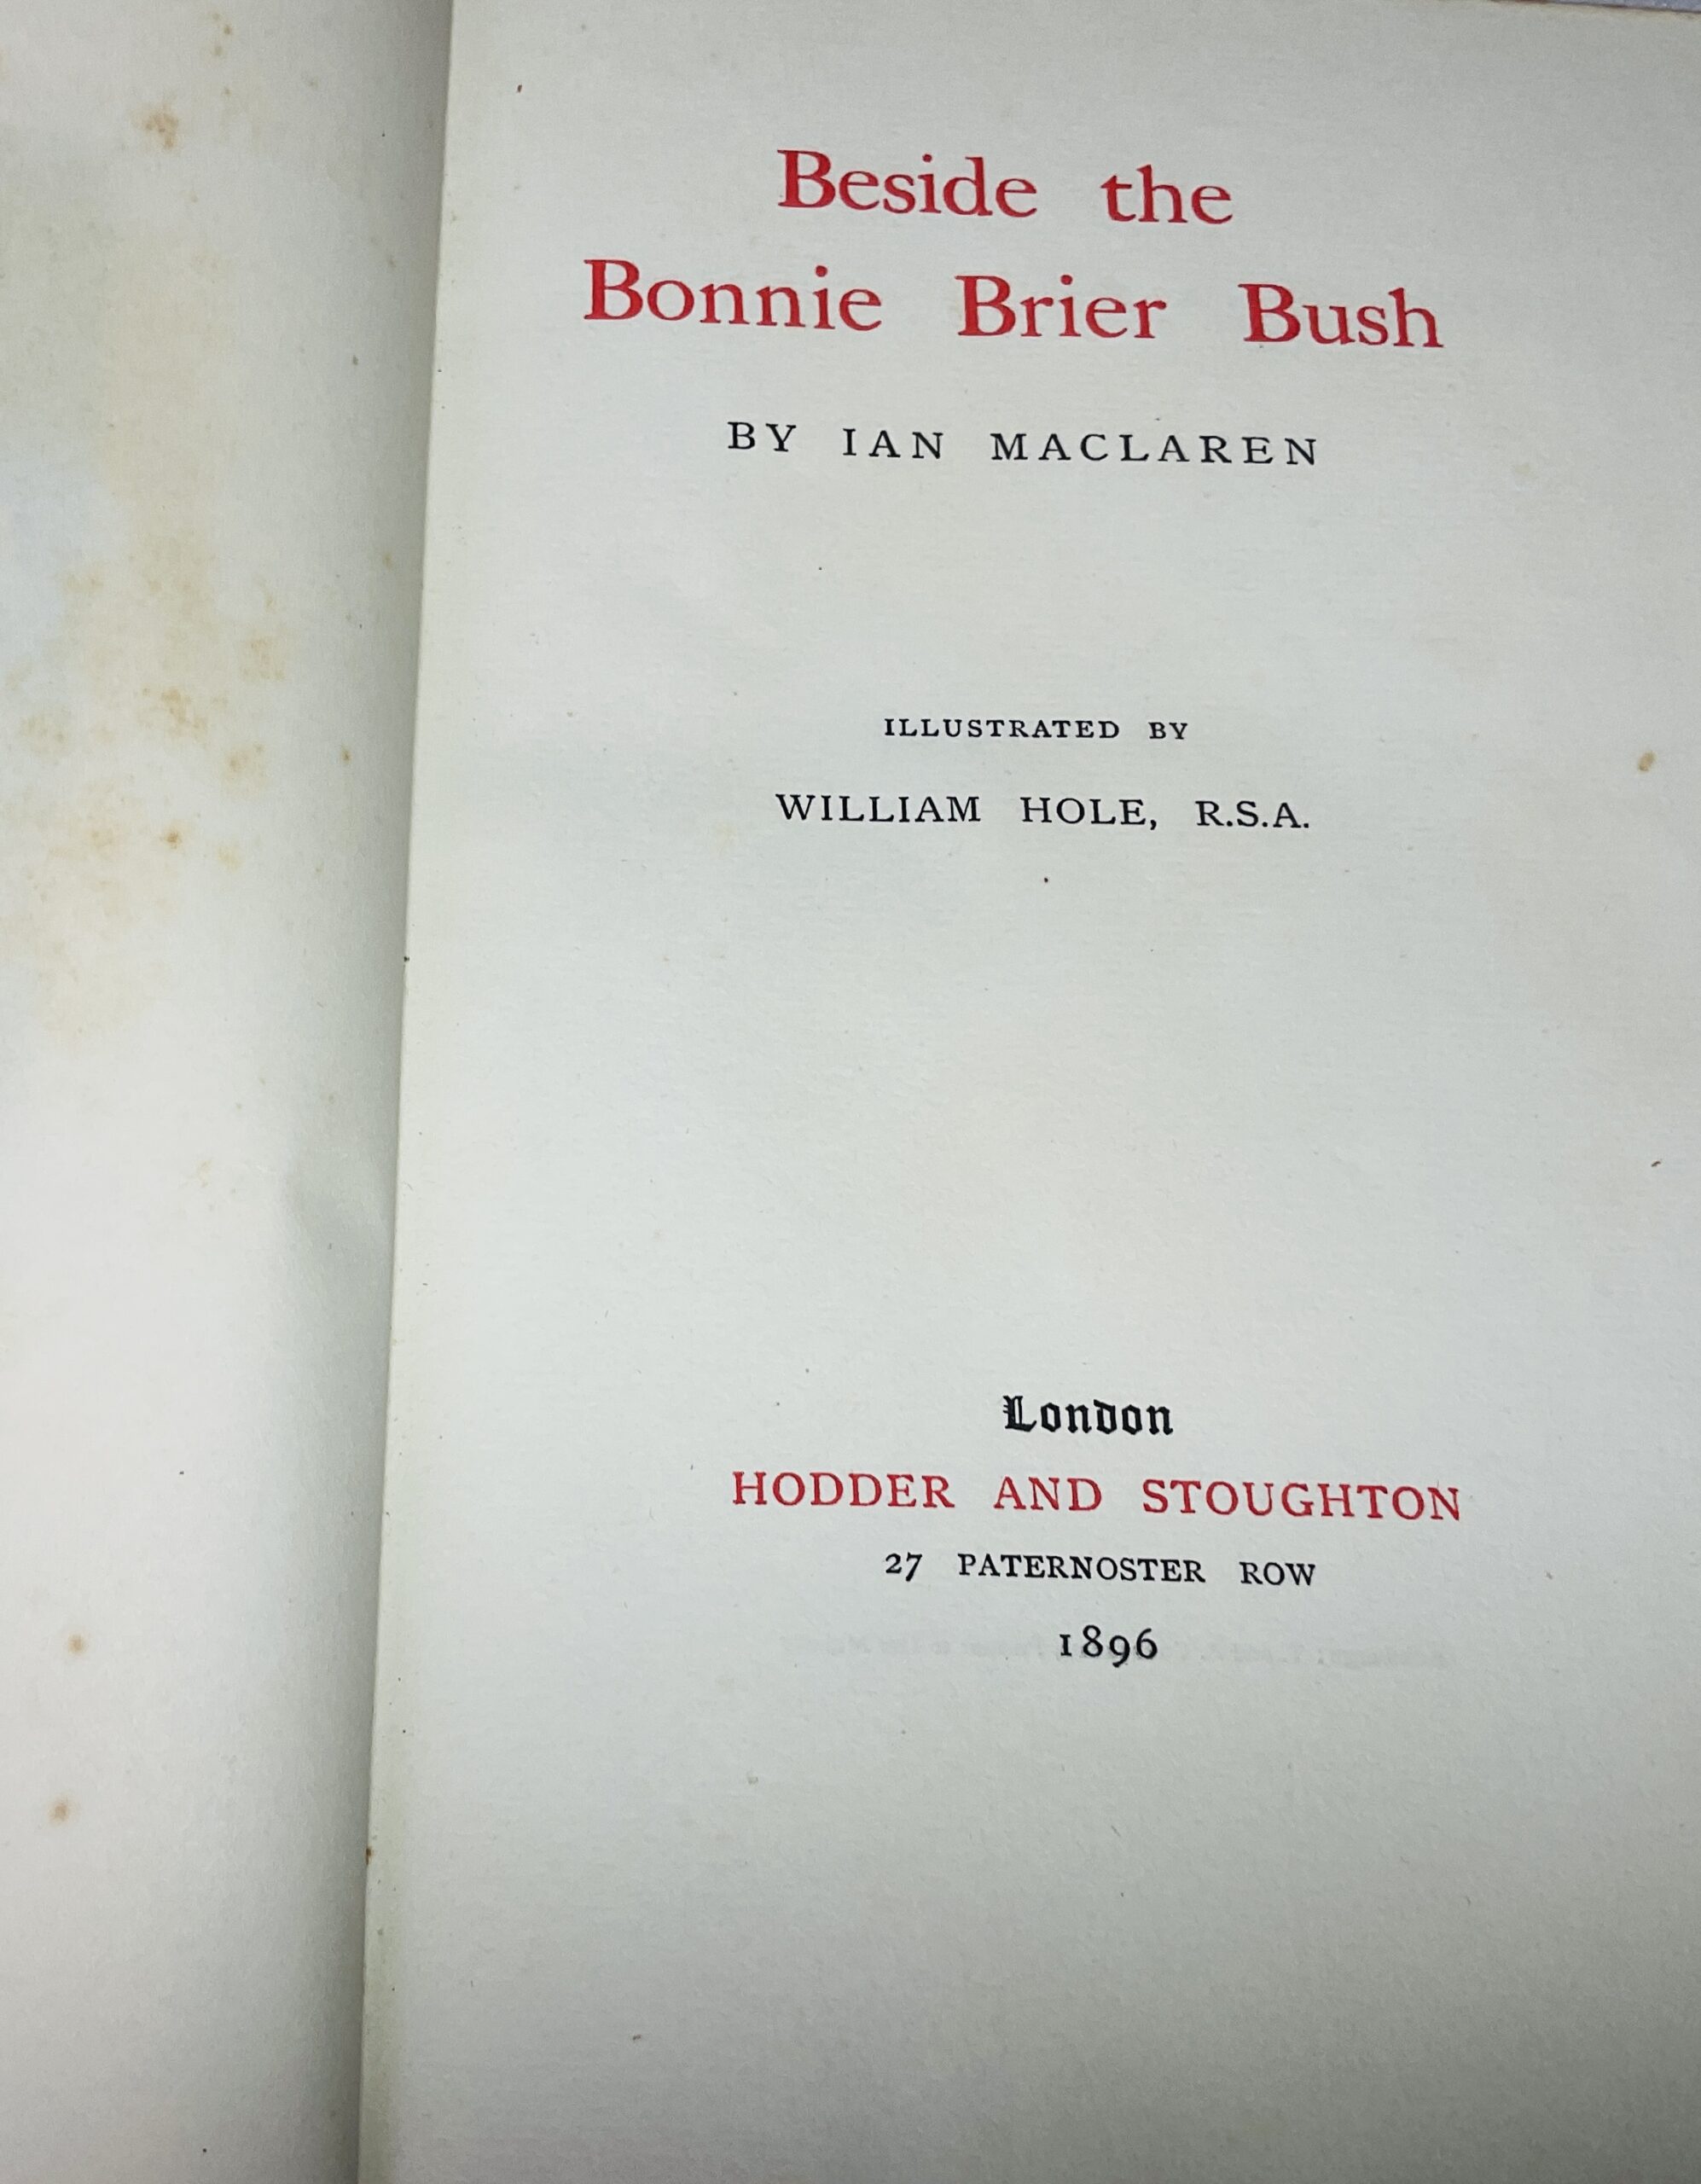 Beside the
Bonnie Brier Bush
BY IAN MACLAREN
ILLUSTRATED BY
WILLIAM HOLE, R.S.A.
London
HODDER AND STOUGHTON
27 PATERNOSTER ROW
1896